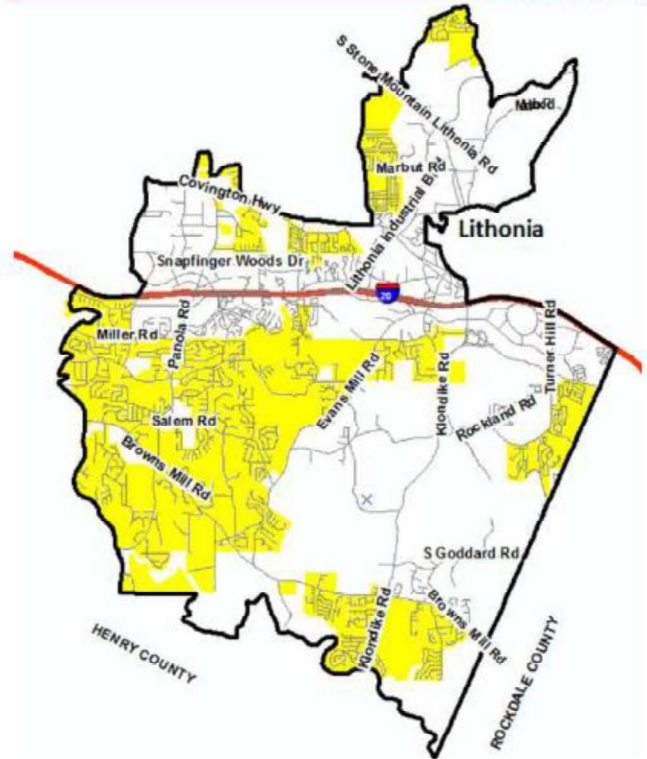 S Stone Mountain Lithonia Rd
Marbut Rd
Covington Hwy
Lithonia Industrial Blvd
Lithonia
Snapfinger Woods Dr
20
Miller Rd
Panola Rd
Turner Hill Rd
Evans Mill Rd
Klondike Rd
Rockland Rd
Salem Rd
Browns Mill Rd
S Goddard Rd
Klondike Rd
Browns Mill Rd
HENRY COUNTY
ROCKDALE COUNTY